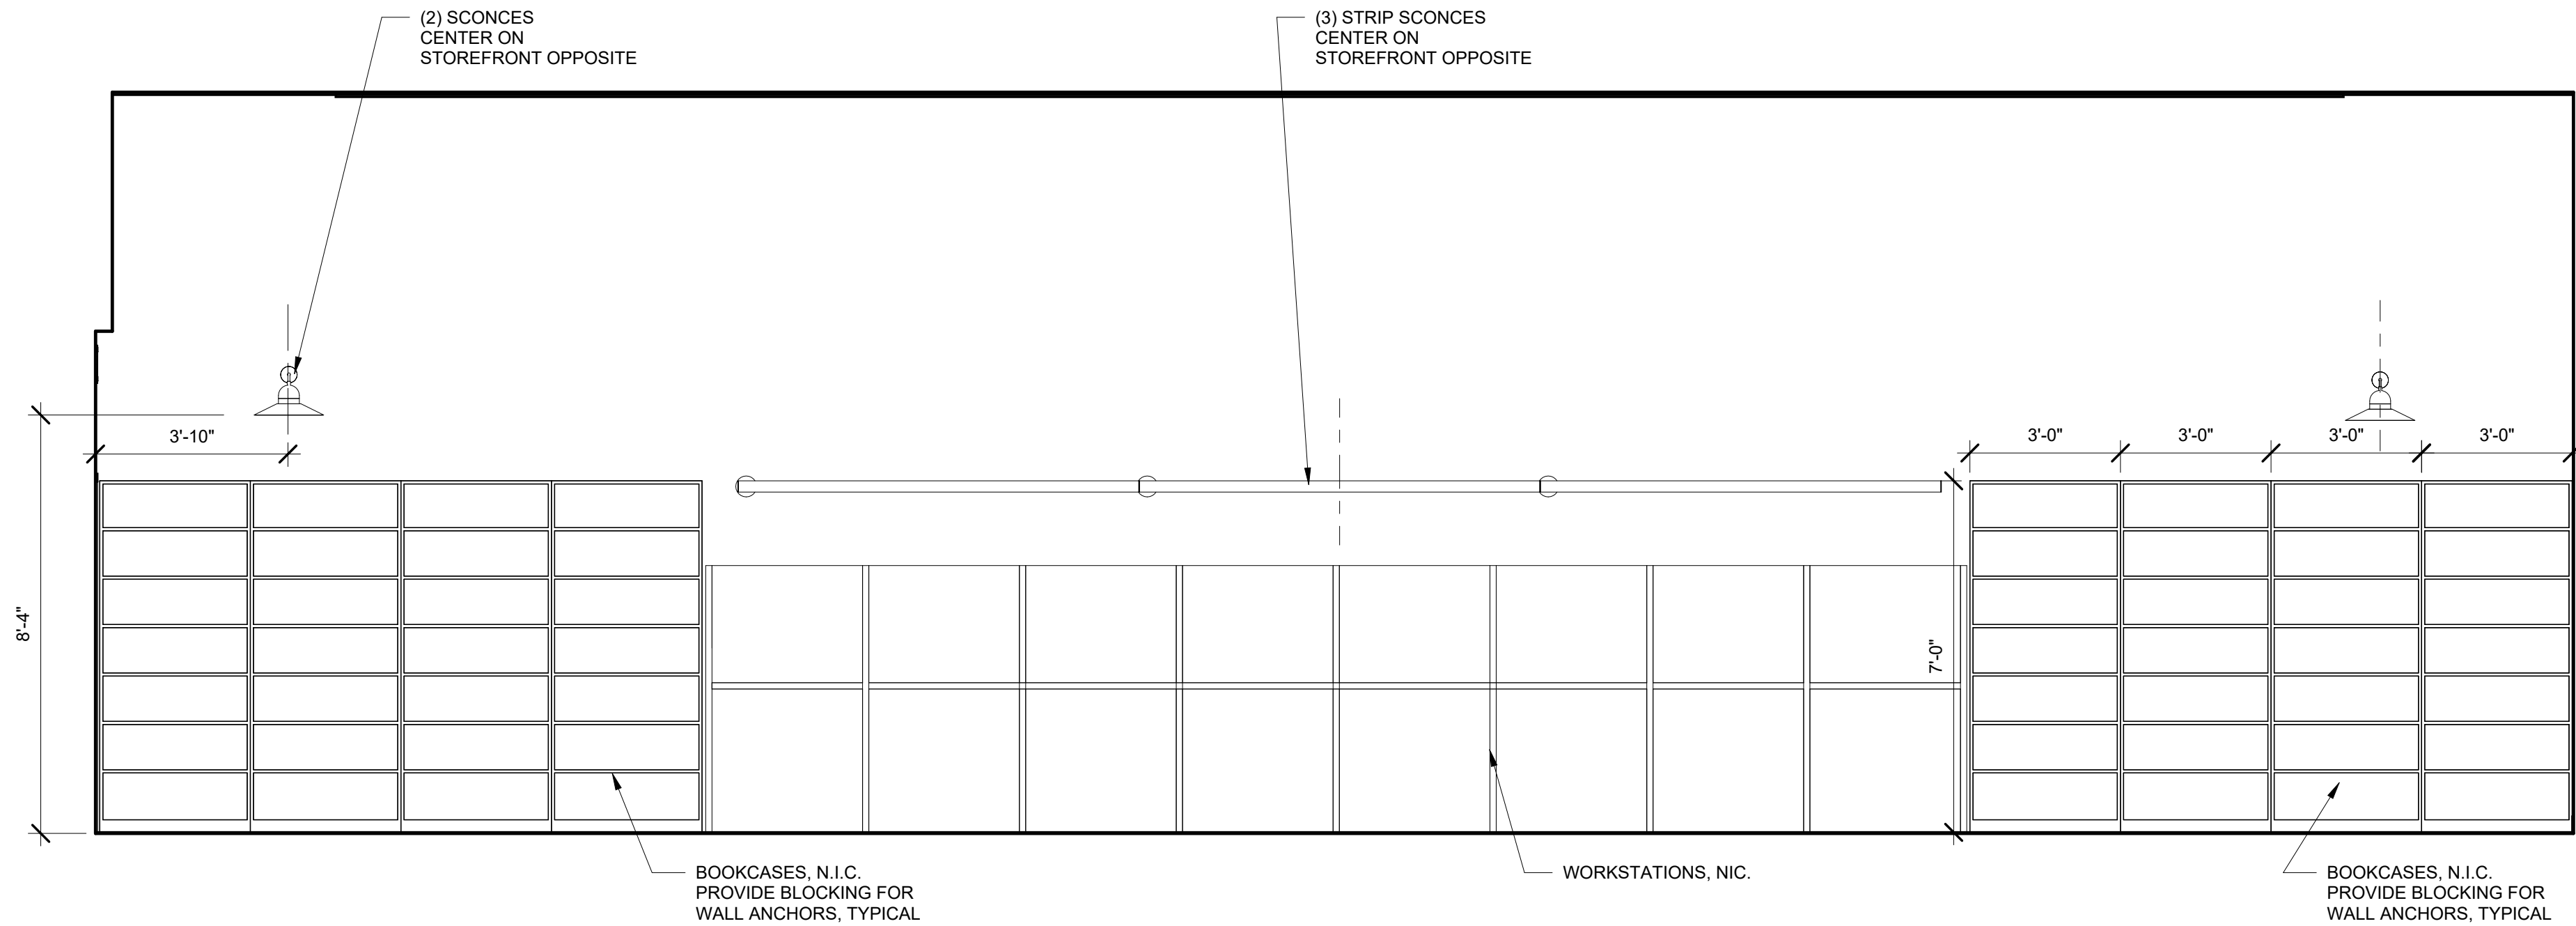 (2) SCONCES
CENTER ON
STOREFRONT OPPOSITE
(3) STRIP SCONCES
CENTER ON
STOREFRONT OPPOSITE
3'-10"
3'-0"
3'-0"
3'-0"
3'-0"
8'-4"
7'-0"
BOOKCASES, N.I.C.
PROVIDE BLOCKING FOR
WALL ANCHORS, TYPICAL
WORKSTATIONS, NIC.
BOOKCASES, N.I.C.
PROVIDE BLOCKING FOR
WALL ANCHORS, TYPICAL